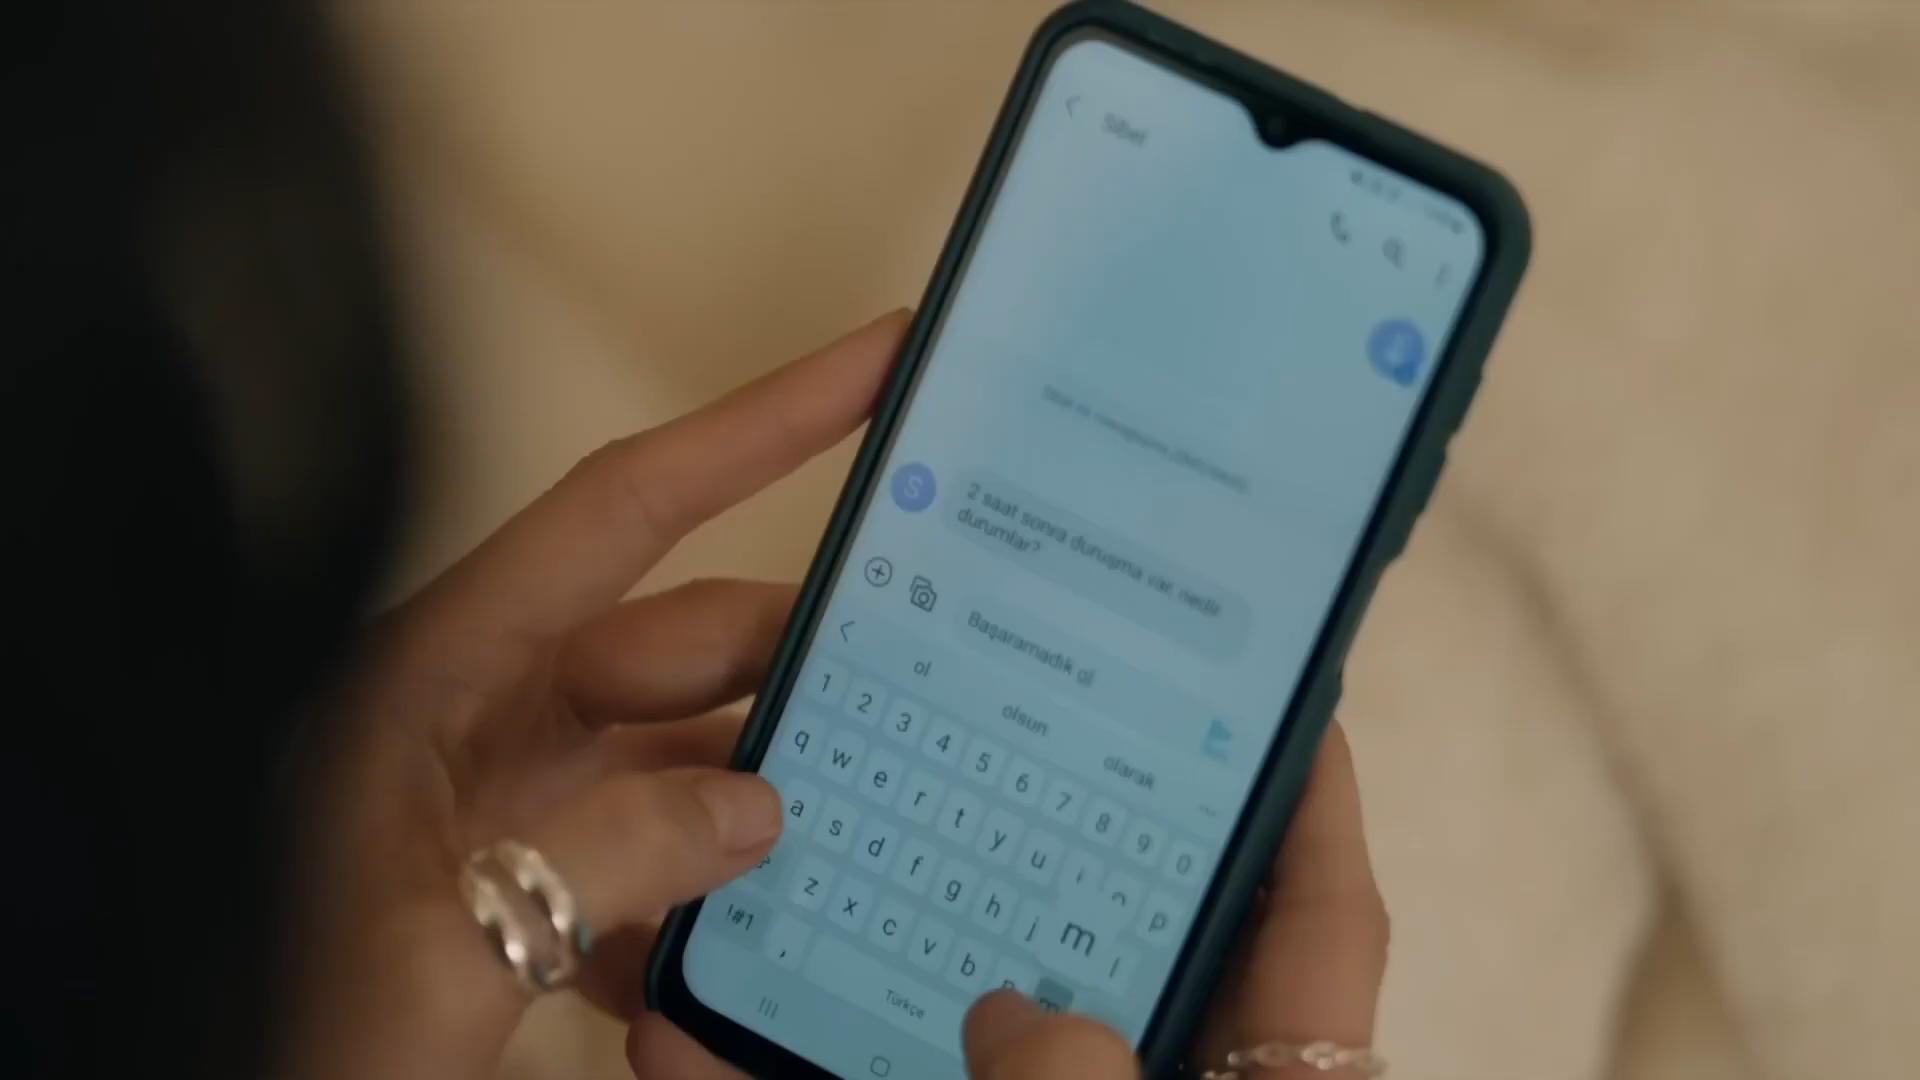 Sibel
S
2 saat sonra duruşma var, nedir
durumlar?
Başaramadık ol
ol olsun olarak ...
1 2 3 4 5 6 7 8 9 0
q w e r t y u p
a s d f g h j m l
z x c v b n m
!#1 , Türkçe